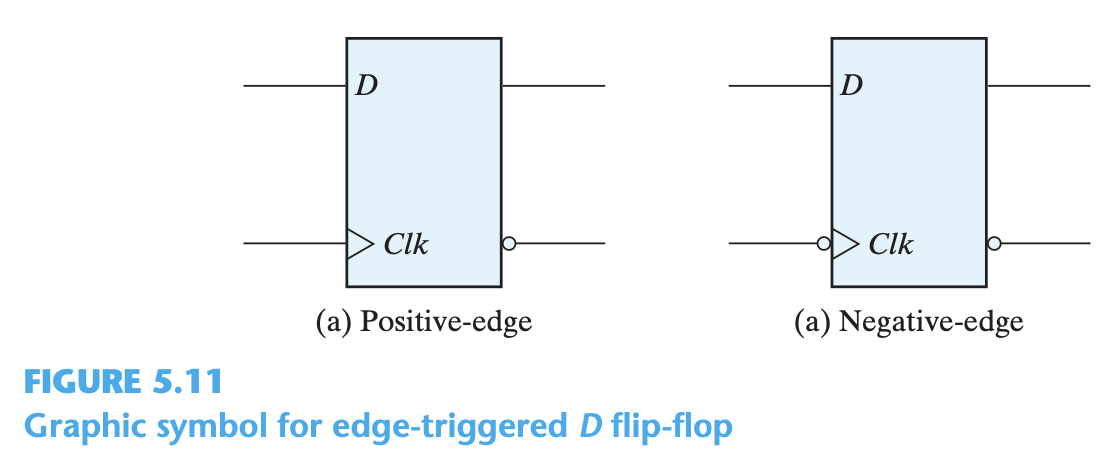 D D
Clk Clk
(a) Positive-edge (a) Negative-edge
FIGURE 5.11
Graphic symbol for edge-triggered D flip-flop